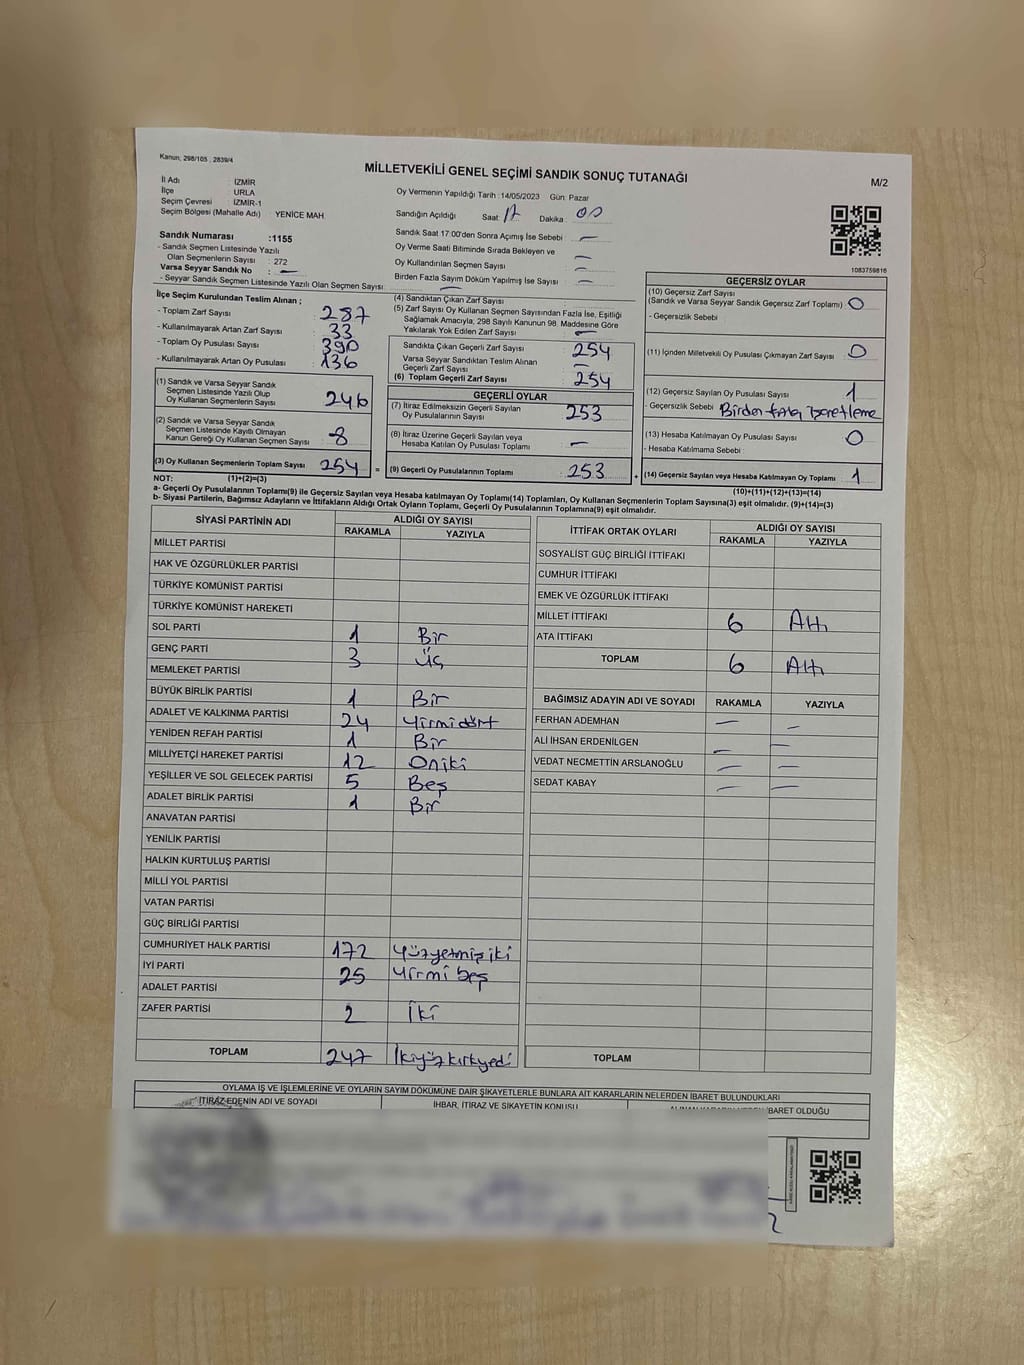 Kanun; 298/105 , 2839/4
MİLLETVEKİLİ GENEL SEÇİMİ SANDIK SONUÇ TUTANAĞI
M/2
İl Adı : İZMİR
İlçe : URLA
Seçim Çevresi : İZMİR-1
Seçim Bölgesi (Mahalle Adı) : YENİCE MAH
Sandık Numarası :1155
- Sandık Seçmen Listesinde Yazılı
Olan Seçmenlerin Sayısı : 272
Varsa Seyyar Sandık No : —
- Seyyar Sandık Seçmen Listesinde Yazılı Olan Seçmen Sayısı : —
Oy Vermenin Yapıldığı Tarih : 14/05/2023 Gün: Pazar
Sandığın Açıldığı Saat: 17 Dakika : 00
Sandık Saat 17:00'den Sonra Açımış İse Sebebi : —
Oy Verme Saati Bitiminde Sırada Bekleyen ve
Oy Kullandırılan Seçmen Sayısı : —
Birden Fazla Sayım Döküm Yapılmış İse Sayısı : —
1083759816
İlçe Seçim Kurulundan Teslim Alınan ;
- Toplam Zarf Sayısı : 287
- Kullanılmayarak Artan Zarf Sayısı : 33
- Toplam Oy Pusulası Sayısı : 390
- Kullanılmayarak Artan Oy Pusulası : 136
(1) Sandık ve Varsa Seyyar Sandık
Seçmen Listesinde Yazılı Olup
Oy Kullanan Seçmenlerin Sayısı 246
(2) Sandık ve Varsa Seyyar Sandık
Seçmen Listesinde Kayıtlı Olmayan
Kanun Gereği Oy Kullanan Seçmen Sayısı 8
(3) Oy Kullanan Seçmenlerin Toplam Sayısı 254
(1)+(2)=(3)
(4) Sandıktan Çıkan Zarf Sayısı :
(5) Zarf Sayısı Oy Kullanan Seçmen Sayısından Fazla İse, Eşitliği
Sağlamak Amacıyla; 298 Sayılı Kanunun 98. Maddesine Göre
Yakılarak Yok Edilen Zarf Sayısı : —
Sandıkta Çıkan Geçerli Zarf Sayısı 254
Varsa Seyyar Sandıktan Teslim Alınan
Geçerli Zarf Sayısı —
(6) Toplam Geçerli Zarf Sayısı 254
GEÇERLİ OYLAR
(7) İtiraz Edilmeksizin Geçerli Sayılan
Oy Pusulalarının Sayısı 253
(8) İtiraz Üzerine Geçerli Sayılan veya
Hesaba Katılan Oy Pusulası Toplamı —
= (9) Geçerli Oy Pusulalarının Toplamı 253
GEÇERSİZ OYLAR
(10) Geçersiz Zarf Sayısı
(Sandık ve Varsa Seyyar Sandık Geçersiz Zarf Toplamı) 0
- Geçersizlik Sebebi :
(11) İçinden Milletvekili Oy Pusulası Çıkmayan Zarf Sayısı 0
(12) Geçersiz Sayılan Oy Pusulası Sayısı 1
- Geçersizlik Sebebi : Birden fazla işaretleme
(13) Hesaba Katılmayan Oy Pusulası Sayısı 0
- Hesaba Katılmama Sebebi :
+ (14) Geçersiz Sayılan veya Hesaba Katılmayan Oy Toplamı 1
(10)+(11)+(12)+(13)=(14)
NOT:
a- Geçerli Oy Pusulalarının Toplamı(9) ile Geçersiz Sayılan veya Hesaba katılmayan Oy Toplamı(14) Toplamları, Oy Kullanan Seçmenlerin Toplam Sayısına(3) eşit olmalıdır. (9)+(14)=(3)
b- Siyasi Partilerin, Bağımsız Adayların ve İttifakların Aldığı Ortak Oyların Toplamı, Geçerli Oy Pusulalarının Toplamına(9) eşit olmalıdır.
SİYASİ PARTİNİN ADI ALDIĞI OY SAYISI
RAKAMLA YAZIYLA
MİLLET PARTİSİ
HAK VE ÖZGÜRLÜKLER PARTİSİ
TÜRKİYE KOMÜNİST PARTİSİ
TÜRKİYE KOMÜNİST HAREKETİ
SOL PARTİ 1 Bir
GENÇ PARTİ 3 Üç
MEMLEKET PARTİSİ
BÜYÜK BİRLİK PARTİSİ 1 Bir
ADALET VE KALKINMA PARTİSİ 24 Yirmidört
YENİDEN REFAH PARTİSİ 1 Bir
MİLLİYETÇİ HAREKET PARTİSİ 12 Oniki
YEŞİLLER VE SOL GELECEK PARTİSİ 5 Beş
ADALET BİRLİK PARTİSİ 1 Bir
ANAVATAN PARTİSİ
YENİLİK PARTİSİ
HALKIN KURTULUŞ PARTİSİ
MİLLİ YOL PARTİSİ
VATAN PARTİSİ
GÜÇ BİRLİĞİ PARTİSİ
CUMHURİYET HALK PARTİSİ 172 Yüzyetmişiki
İYİ PARTİ 25 Yirmi beş
ADALET PARTİSİ
ZAFER PARTİSİ 2 İki
TOPLAM 247 İkiyüzkırkyedi
İTTİFAK ORTAK OYLARI ALDIĞI OY SAYISI
RAKAMLA YAZIYLA
SOSYALİST GÜÇ BİRLİĞİ İTTİFAKI
CUMHUR İTTİFAKI
EMEK VE ÖZGÜRLÜK İTTİFAKI
MİLLET İTTİFAKI 6 Altı
ATA İTTİFAKI
TOPLAM 6 Altı
BAĞIMSIZ ADAYIN ADI VE SOYADI RAKAMLA YAZIYLA
FERHAN ADEMHAN — —
ALİ İHSAN ERDENİLGEN — —
VEDAT NECMETTİN ARSLANOĞLU — —
SEDAT KABAY — —
TOPLAM
OYLAMA İŞ VE İŞLEMLERİNE VE OYLARIN SAYIM DÖKÜMÜNE DAİR ŞİKAYETLERLE BUNLARA AİT KARARLARIN NELERDEN İBARET BULUNDUKLARI
İTİRAZ EDENİN ADI VE SOYADI İHBAR, İTİRAZ VE ŞİKAYETİN KONUSU İBARET OLDUĞU